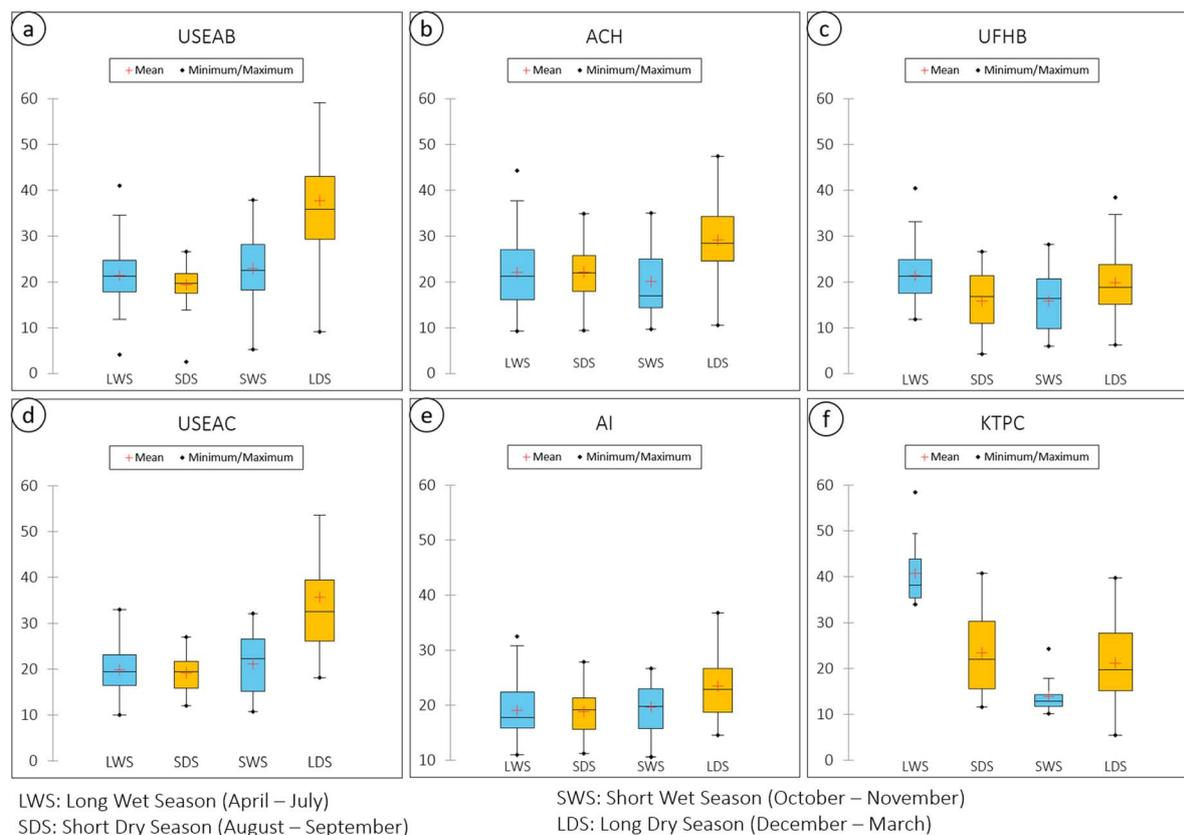 a
USEAB
+Mean ◆Minimum/Maximum
60
50
40
30
20
10
0
LWS SDS SWS LDS
b
ACH
+Mean ◆Minimum/Maximum
60
50
40
30
20
10
0
LWS SDS SWS LDS
c
UFHB
+Mean ◆Minimum/Maximum
60
50
40
30
20
10
0
LWS SDS SWS LDS
d
USEAC
+Mean ◆Minimum/Maximum
60
50
40
30
20
10
0
LWS SDS SWS LDS
e
AI
+Mean ◆Minimum/Maximum
60
50
40
30
20
10
LWS SDS SWS LDS
f
KTPC
+Mean ◆Minimum/Maximum
60
50
40
30
20
10
0
LWS SDS SWS LDS
LWS: Long Wet Season (April – July)
SDS: Short Dry Season (August – September)
SWS: Short Wet Season (October – November)
LDS: Long Dry Season (December – March)